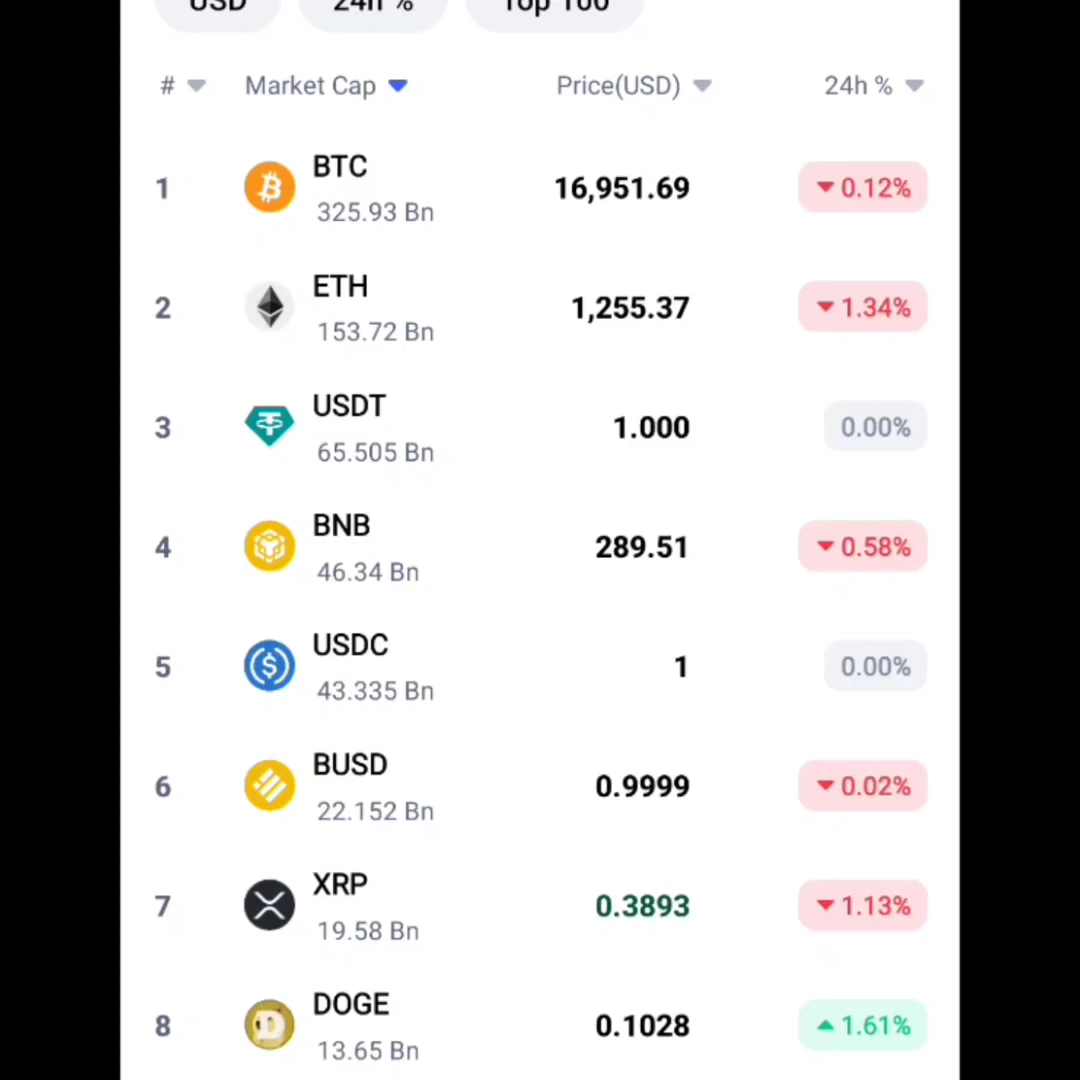 USD 24h % Top 100
# Market Cap Price(USD) 24h %
1 BTC 16,951.69 0.12%
325.93 Bn
2 ETH 1,255.37 1.34%
153.72 Bn
3 USDT 1.000 0.00%
65.505 Bn
4 BNB 289.51 0.58%
46.34 Bn
5 USDC 1 0.00%
43.335 Bn
6 BUSD 0.9999 0.02%
22.152 Bn
7 XRP 0.3893 1.13%
19.58 Bn
8 DOGE 0.1028 1.61%
13.65 Bn